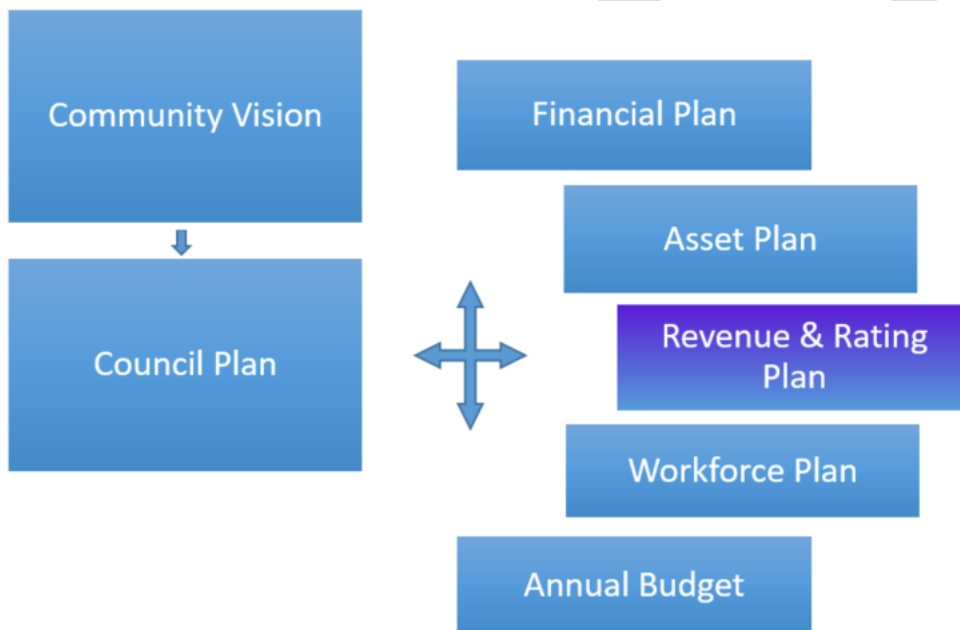 Community Vision
Council Plan
Financial Plan
Asset Plan
Revenue & Rating
Plan
Workforce Plan
Annual Budget